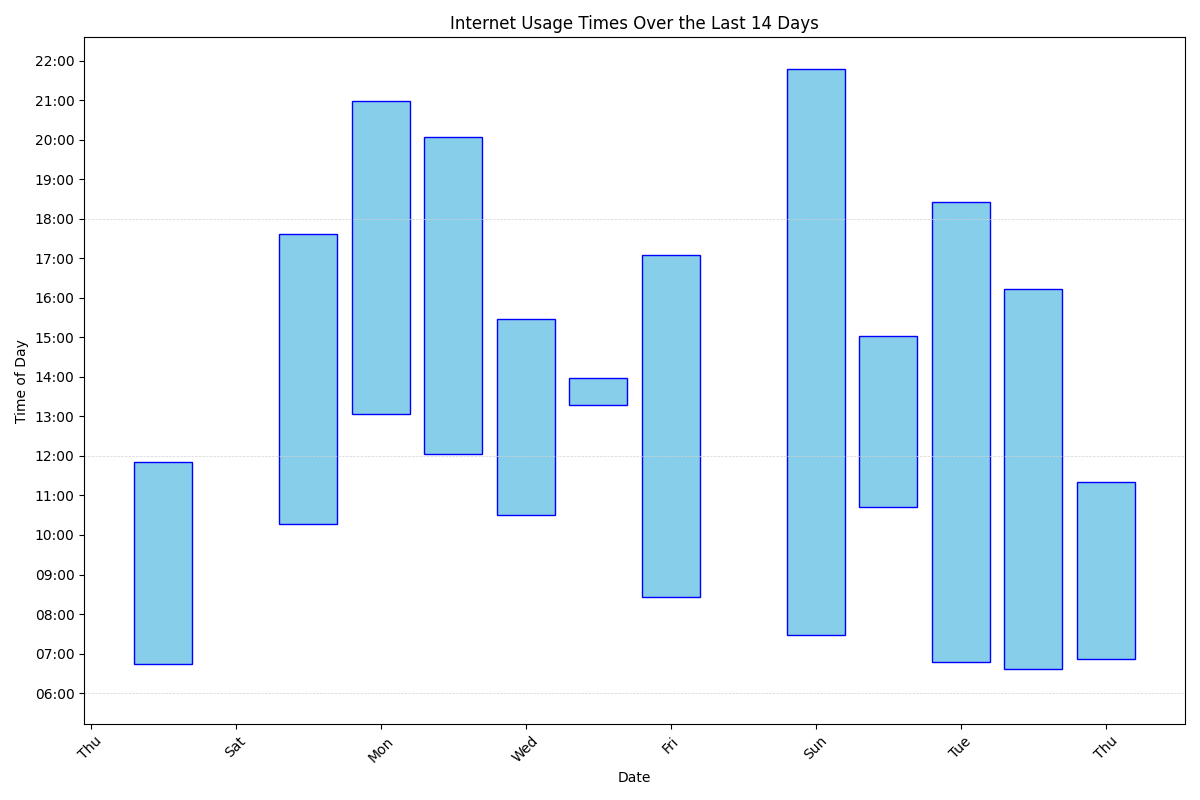 Internet Usage Times Over the Last 14 Days
22:00
21:00
20:00
19:00
18:00
17:00
16:00
15:00
14:00
13:00
12:00
11:00
10:00
09:00
08:00
07:00
06:00
Time of Day
Thu
Sat
Mon
Wed
Fri
Sun
Tue
Thu
Date